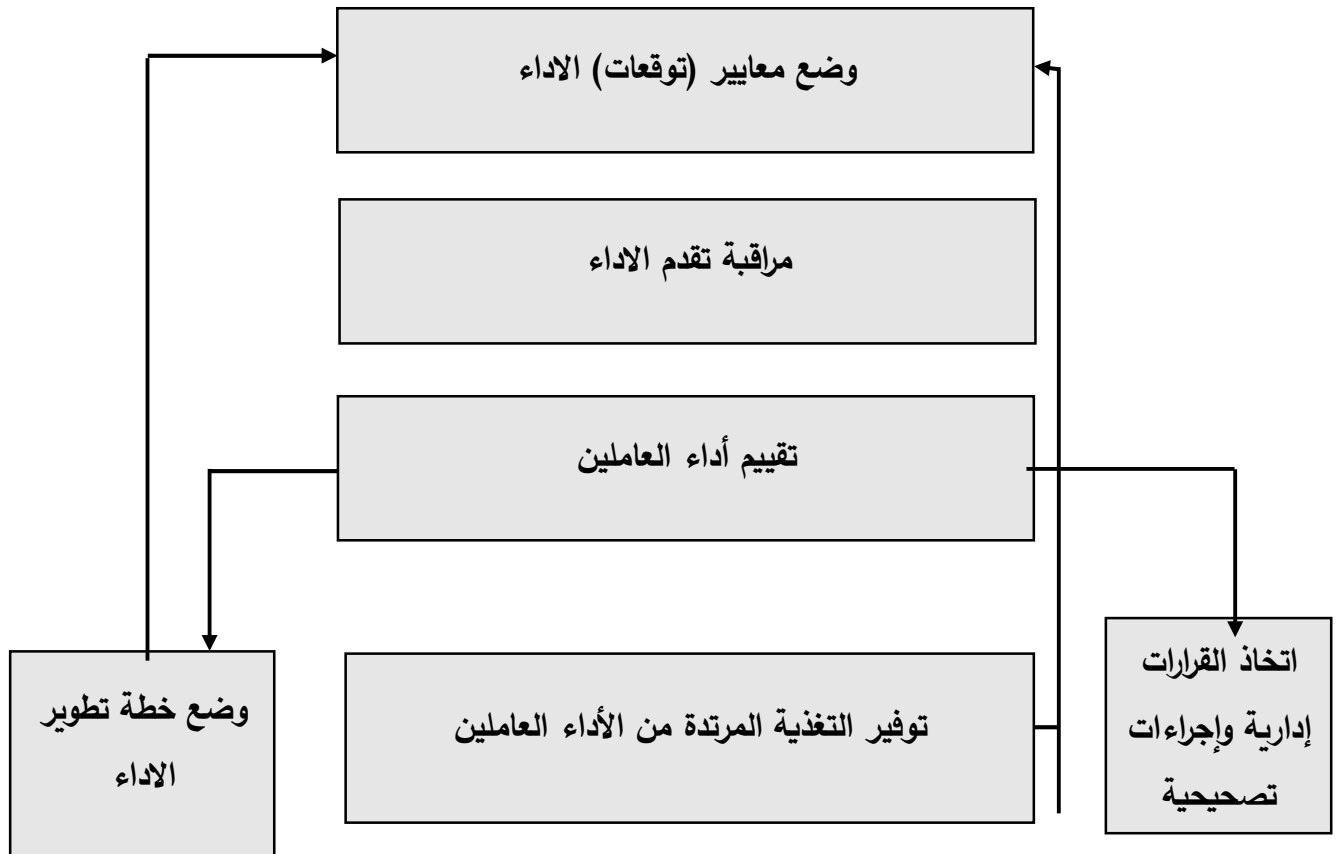 وضع معايير (توقعات) الاداء
مراقبة تقدم الاداء
تقييم أداء العاملين
توفير التغذية المرتدة من الأداء العاملين
اتخاذ القرارات
إدارية وإجراءات
تصحيحية
وضع خطة تطوير
الاداء